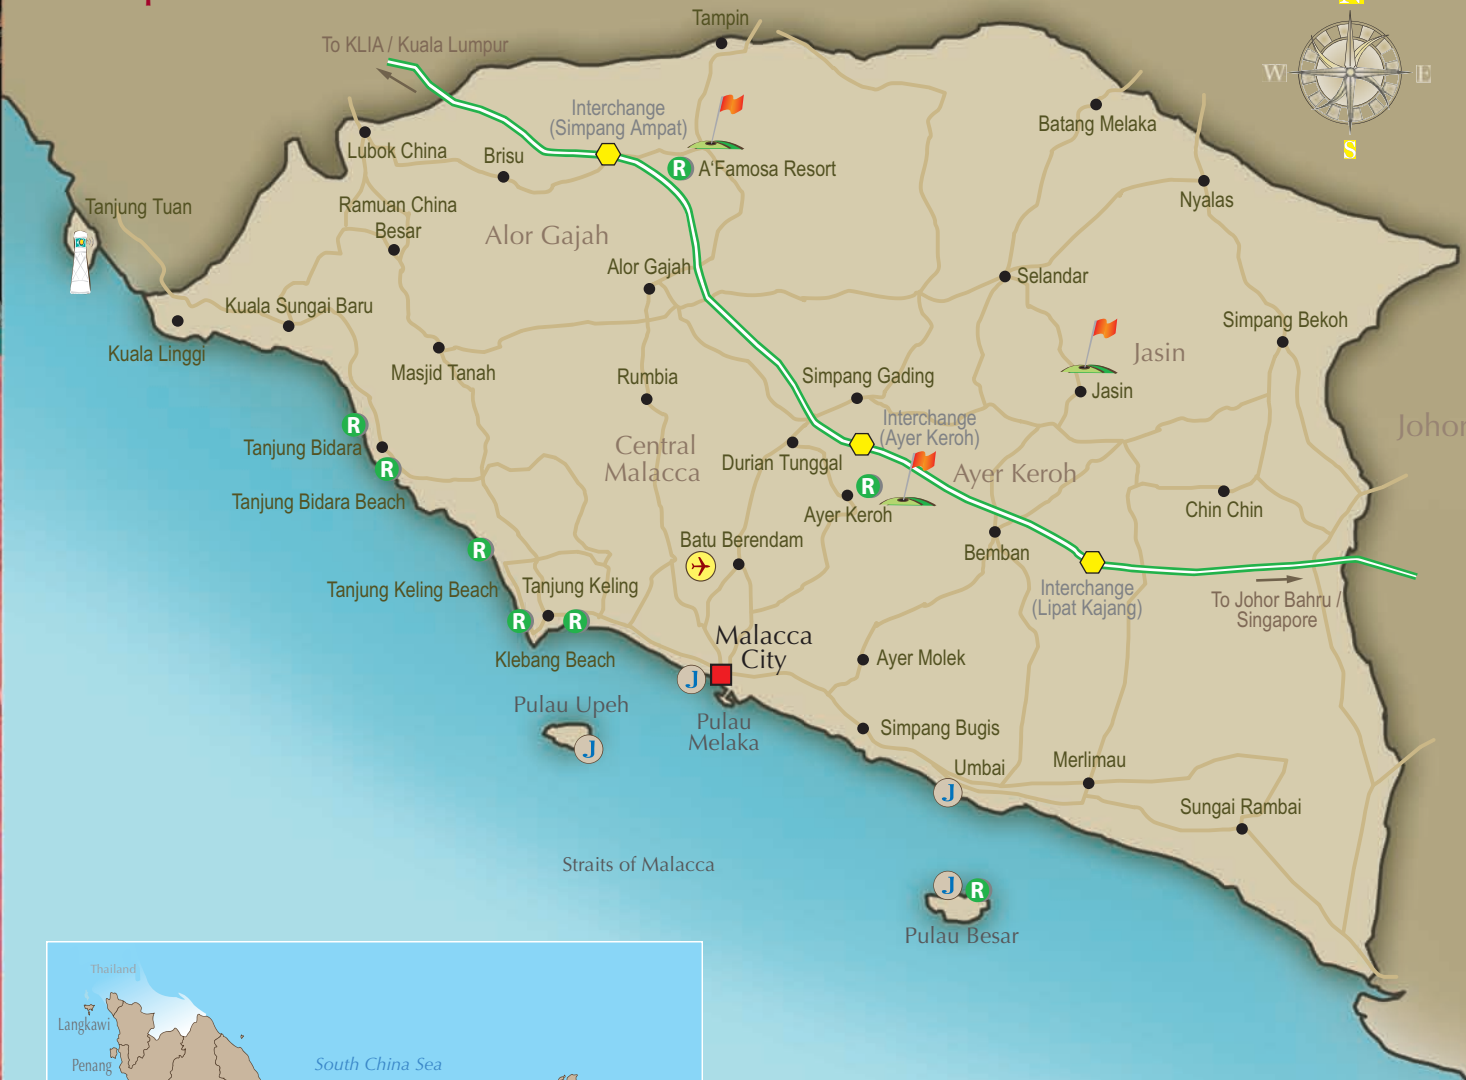 Tampin
N
To KLIA / Kuala Lumpur
W
E
S
Interchange
(Simpang Ampat)
Batang Melaka
Lubok China
Brisu
R
A'Famosa Resort
Nyalas
Tanjung Tuan
Ramuan China
Besar
Alor Gajah
Alor Gajah
Selandar
Kuala Sungai Baru
Simpang Bekoh
Kuala Linggi
Masjid Tanah
Jasin
Rumbia
Simpang Gading
Jasin
R
Interchange
(Ayer Keroh)
Johor
Tanjung Bidara
Central
Malacca
Durian Tunggal
Ayer Keroh
R
R
Tanjung Bidara Beach
Ayer Keroh
Chin Chin
R
Batu Berendam
Bemban
Tanjung Keling Beach
Tanjung Keling
Interchange
(Lipat Kajang)
To Johor Bahru /
Singapore
R
R
Malacca
City
Klebang Beach
Ayer Molek
J
Pulau Upeh
Pulau
Melaka
Simpang Bugis
J
Umbai
Merlimau
J
Sungai Rambai
Straits of Malacca
J
R
Pulau Besar
Thailand
Langkawi
Penang
South China Sea